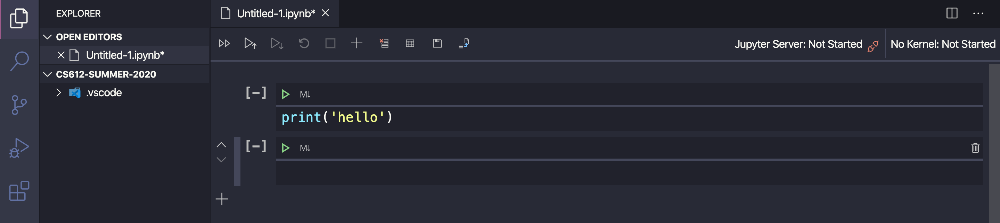 EXPLORER
OPEN EDITORS
Untitled-1.ipynb*
CS612-SUMMER-2020
.vscode
Untitled-1.ipynb*
Jupyter Server: Not Started
No Kernel: Not Started
[-]
M↓
print('hello')
[-]
M↓